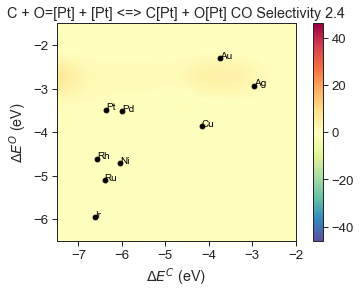 C + O=[Pt] + [Pt] <=> C[Pt] + O[Pt] CO Selectivity 2.4
−2
−3
−4
−5
−6
ΔE^O (eV)
Au
Ag
Pt
Pd
Cu
Rh
Ni
Ru
Ir
−7
−6
−5
−4
−3
−2
ΔE^C (eV)
40
20
0
−20
−40